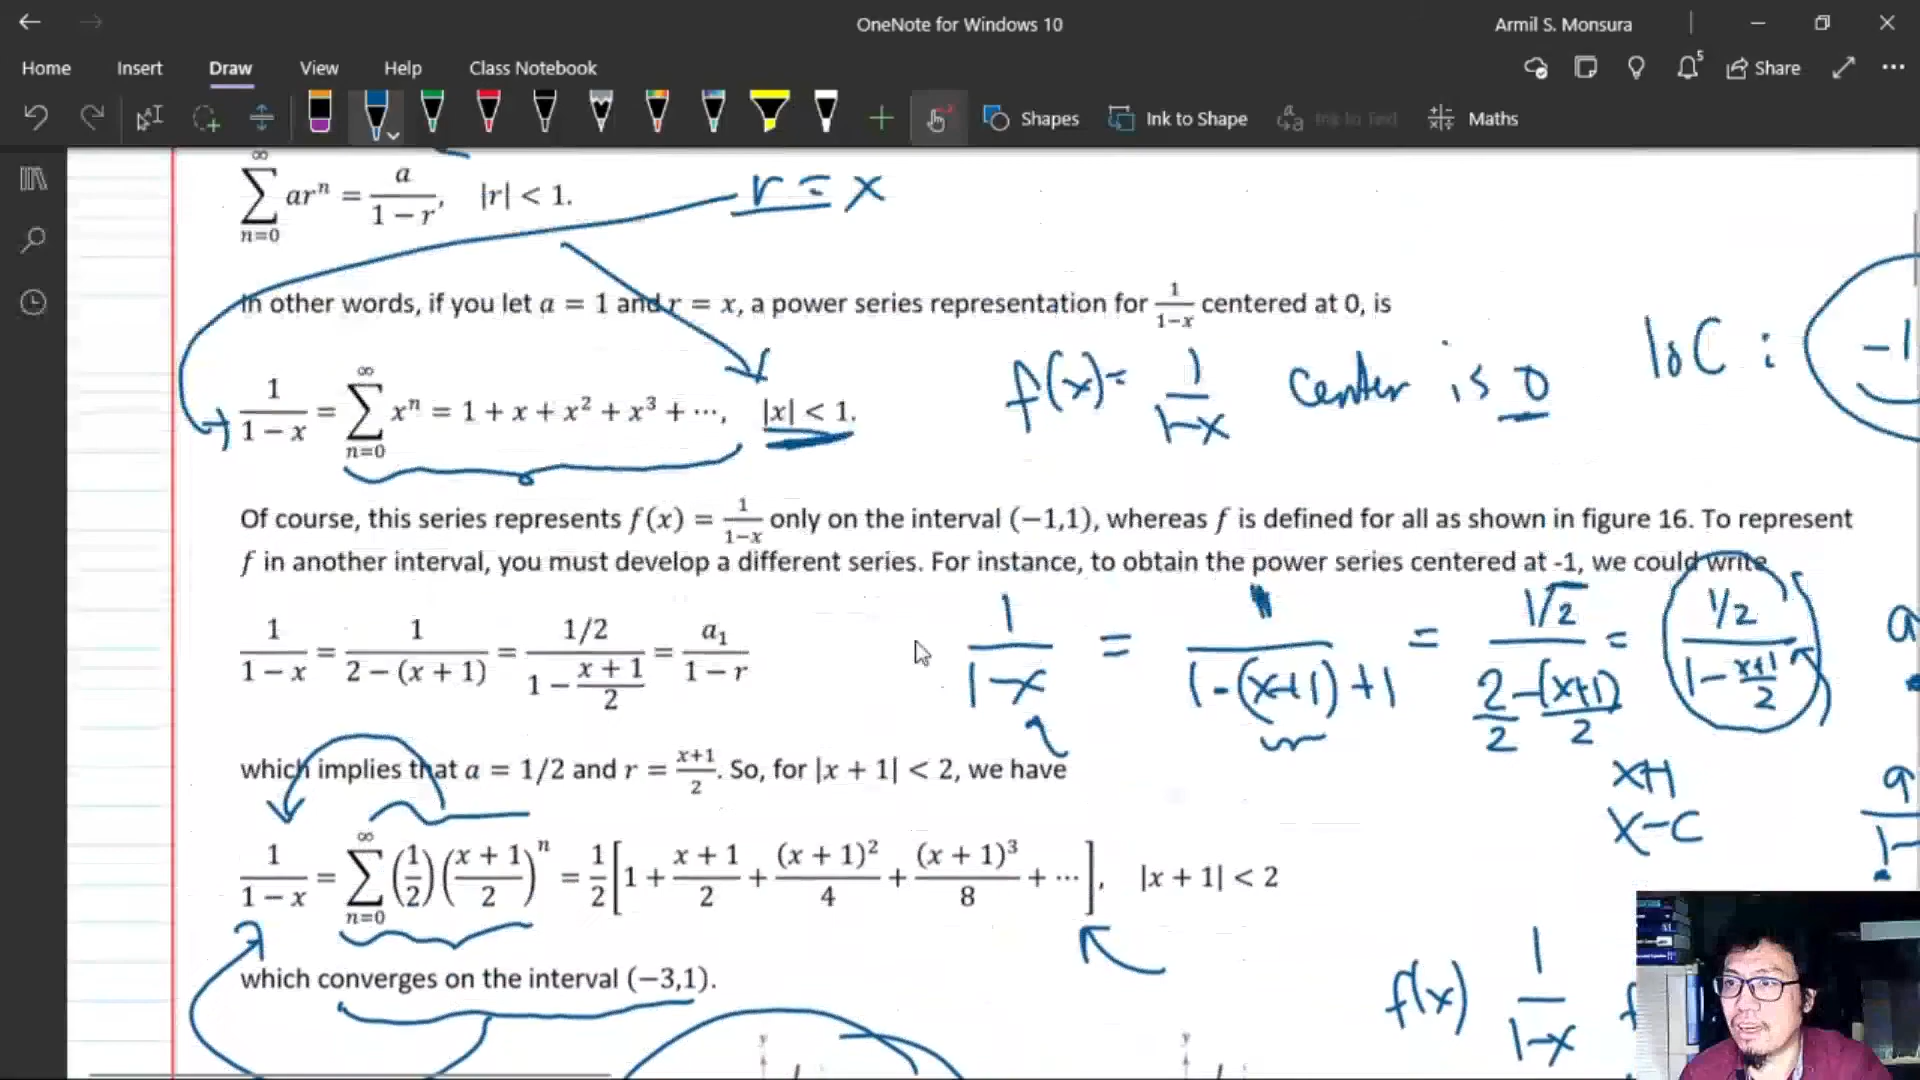 OneNote for Windows 10
Armil S. Monsura
Home Insert Draw View Help Class Notebook
5 Share
Shapes Ink to Shape Ink to Text Maths
∞
∑ arⁿ = a/(1 − r), |r| < 1.
n=0
r = x
In other words, if you let a = 1 and r = x, a power series representation for 1/(1−x) centered at 0, is
1/(1 − x) = ∑ xⁿ = 1 + x + x² + x³ + ⋯, |x| < 1.
∞
n=0
f(x) = 1/(1-x) center is 0 IoC : -1
Of course, this series represents f(x) = 1/(1−x) only on the interval (−1,1), whereas f is defined for all as shown in figure 16. To represent
f in another interval, you must develop a different series. For instance, to obtain the power series centered at -1, we could write
1/(1 − x) = 1/(2 − (x + 1)) = (1/2)/(1 − (x + 1)/2) = a₁/(1 − r)
1/(1-x) = 1/(1-(x+1)+1) = (1/2)/(2/2 - (x+1)/2) = (1/2)/(1 - (x+1)/2) a
which implies that a = 1/2 and r = (x+1)/2. So, for |x + 1| < 2, we have
x+1
x-c
a/(1-
1/(1 − x) = ∑ (1/2)((x + 1)/2)ⁿ = 1/2[1 + (x + 1)/2 + (x + 1)²/4 + (x + 1)³/8 + ⋯], |x + 1| < 2
∞
n=0
which converges on the interval (−3,1).
f(x) 1/(1-x) f
y y